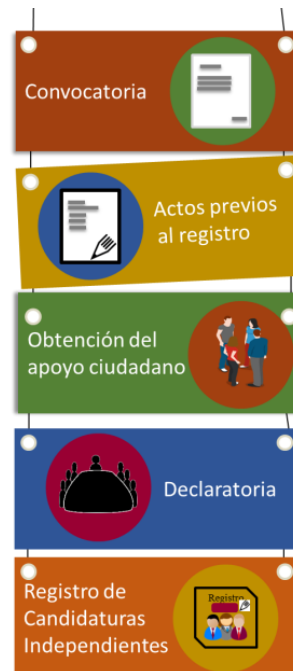 Convocatoria
Actos previos
al registro
Obtención del
apoyo ciudadano
Declaratoria
Registro de
Candidaturas
Independientes
Registro